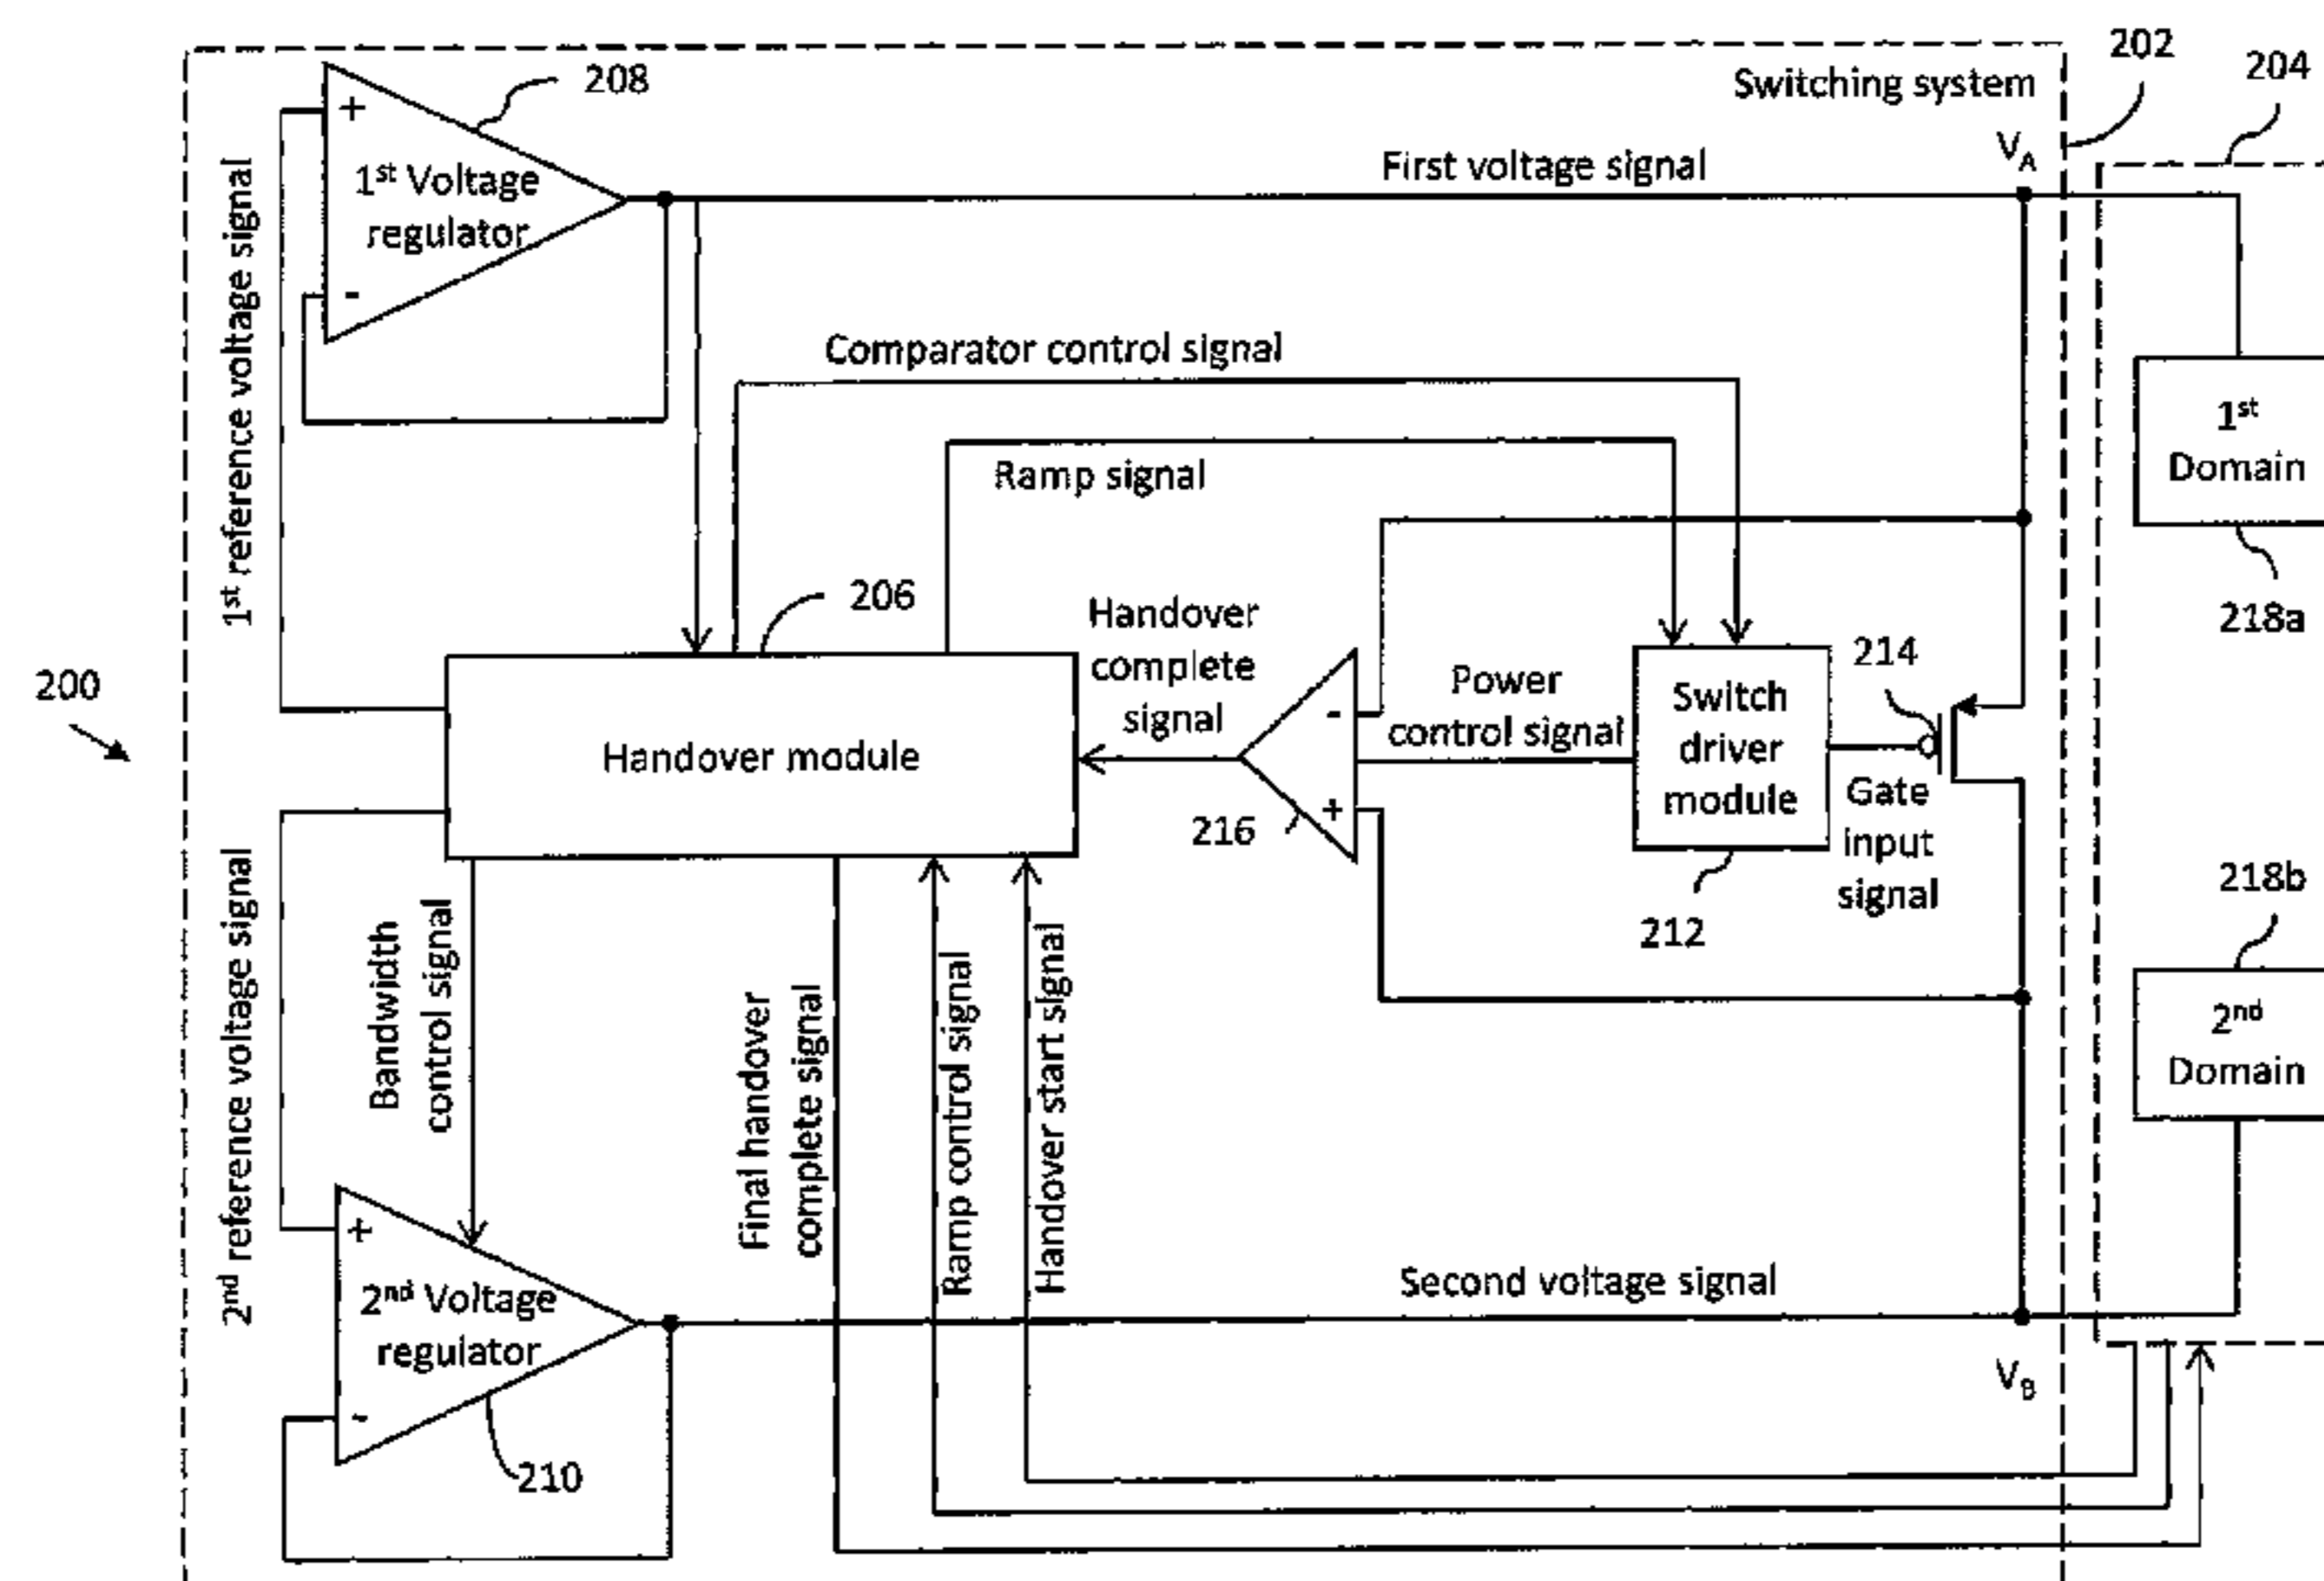 202
204
208
Switching system
+
1st Voltage
regulator
-
First voltage signal
VA
1st reference voltage signal
Comparator control signal
Ramp signal
1st
Domain
218a
206
Handover
complete
signal
200
Handover module
-
+
216
Power
control signal
Switch
driver
module
212
214
Gate
input
signal
218b
2nd
Domain
2nd reference voltage signal
Bandwidth
control signal
Final handover
complete signal
Ramp control signal
Handover start signal
+
2nd Voltage
regulator
-
210
Second voltage signal
VB